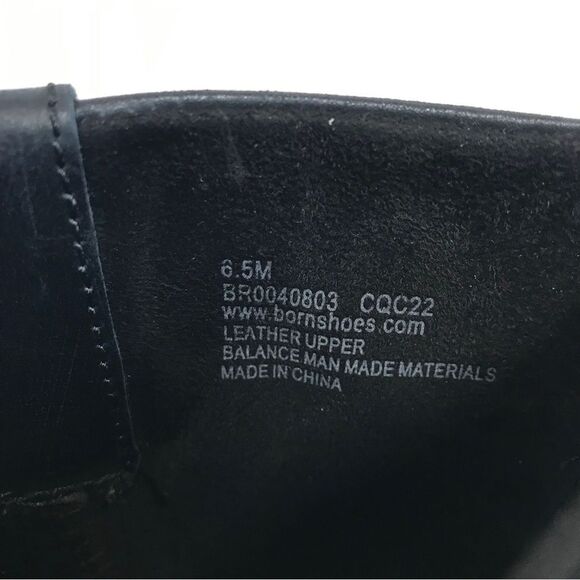 6.5M
BR0040803 CQC22
www.bornshoes.com
LEATHER UPPER
BALANCE MAN MADE MATERIALS
MADE IN CHINA